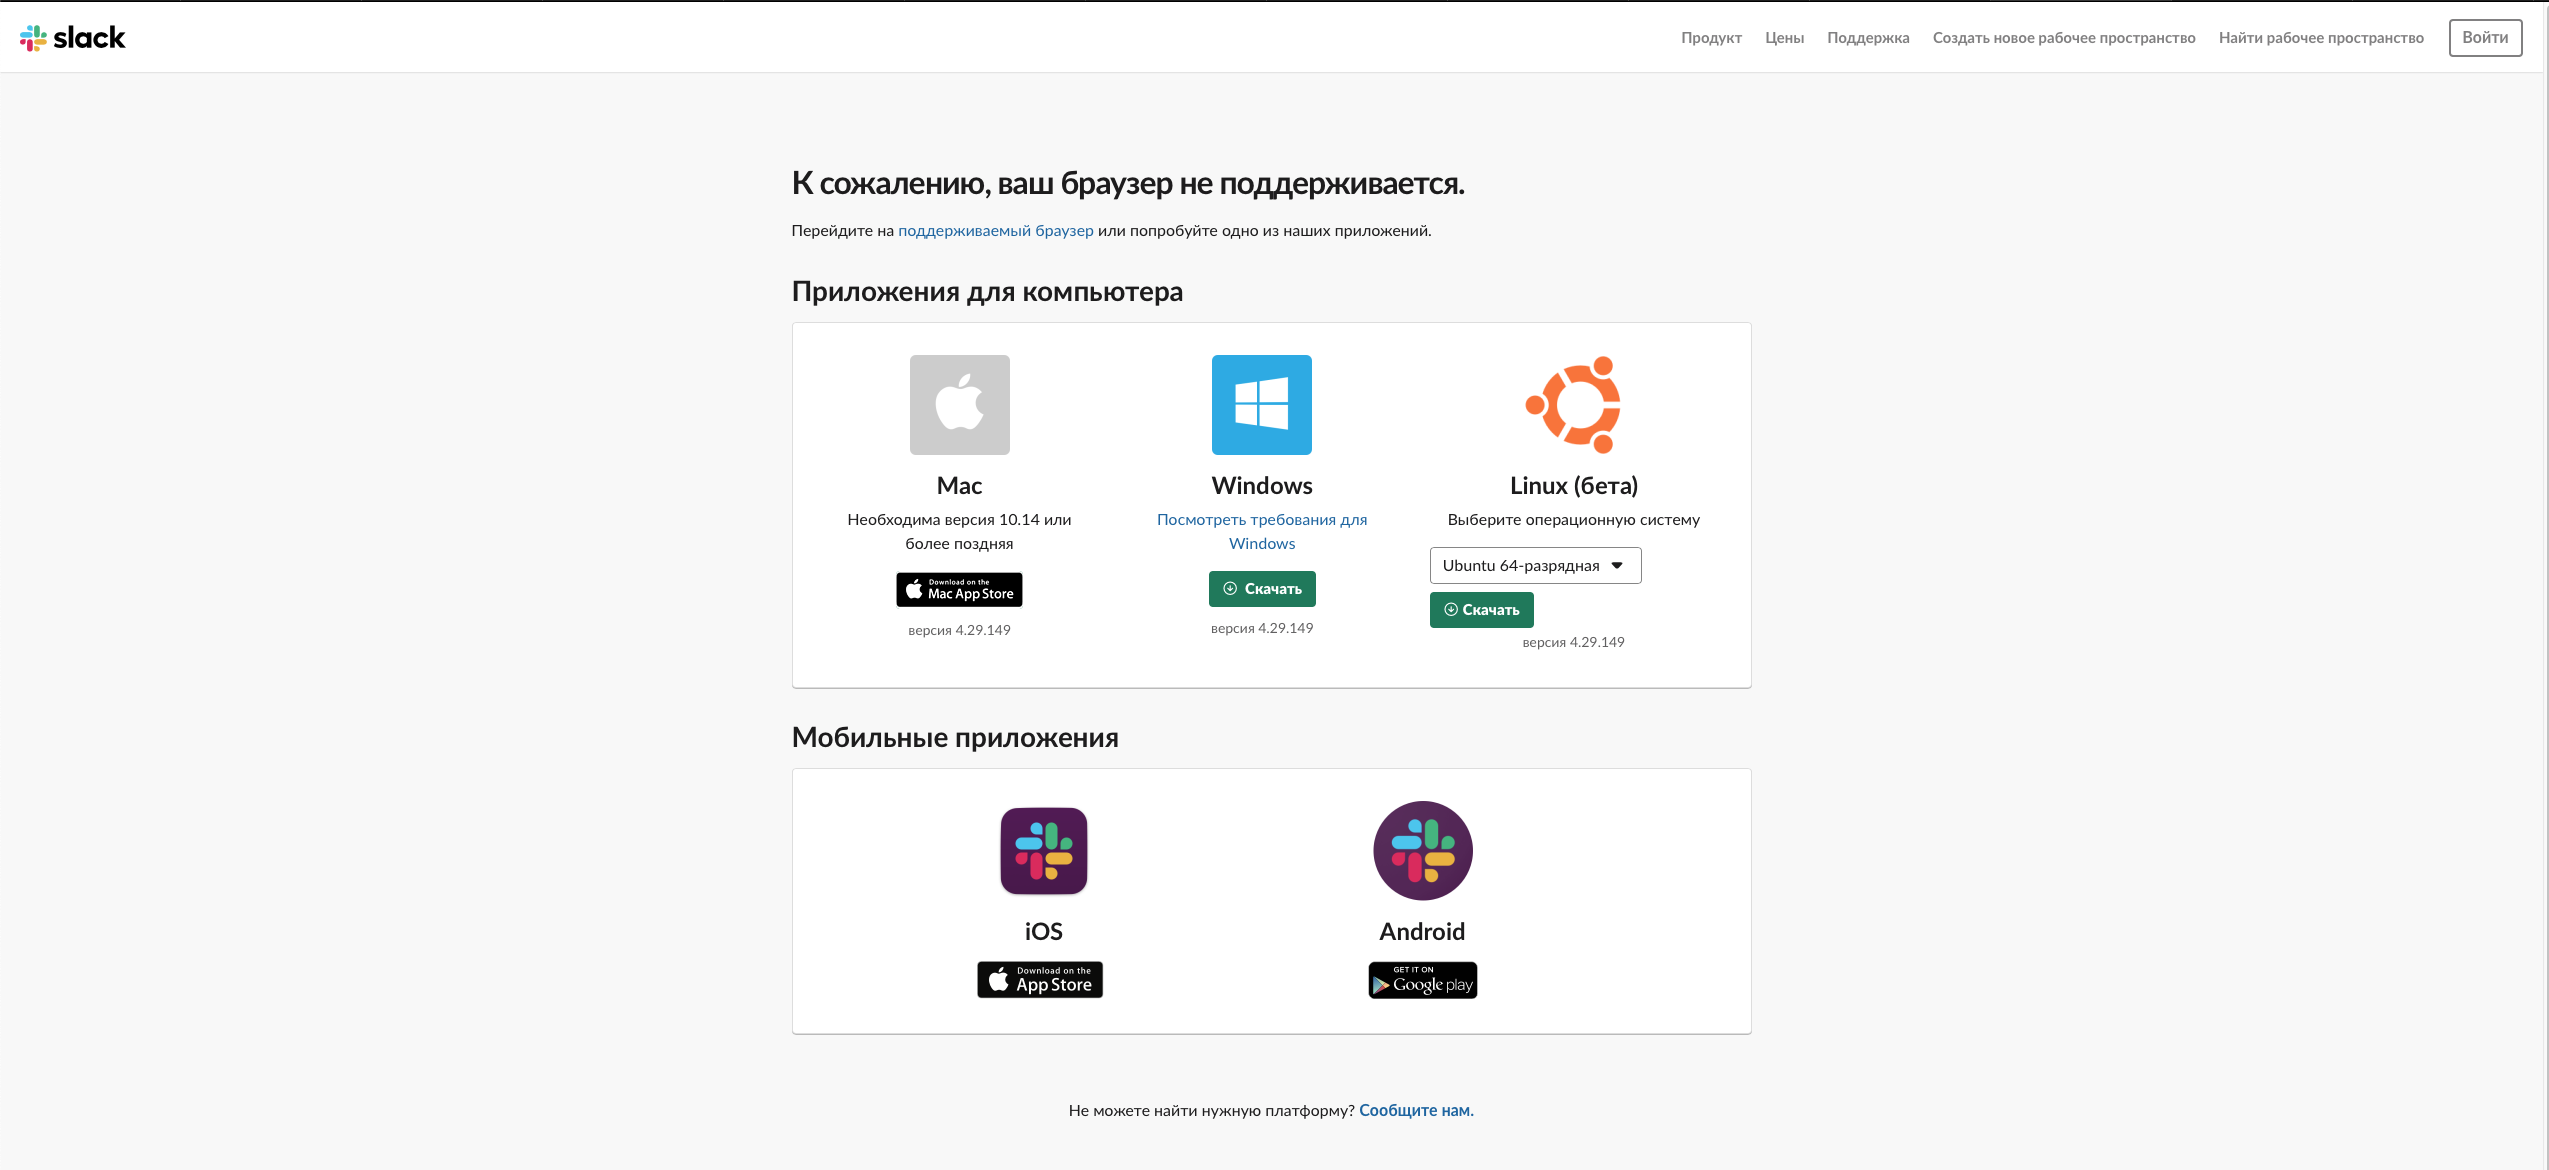 slack
Продукт Цены Поддержка Создать новое рабочее пространство Найти рабочее пространство Войти
К сожалению, ваш браузер не поддерживается.
Перейдите на поддерживаемый браузер или попробуйте одно из наших приложений.
Приложения для компьютера
Mac
Необходима версия 10.14 или
более поздняя
Download on the
Mac App Store
версия 4.29.149
Windows
Посмотреть требования для
Windows
Скачать
версия 4.29.149
Linux (бета)
Выберите операционную систему
Ubuntu 64-разрядная
Скачать
версия 4.29.149
Мобильные приложения
iOS
Download on the
App Store
Android
GET IT ON
Google play
Не можете найти нужную платформу? Сообщите нам.